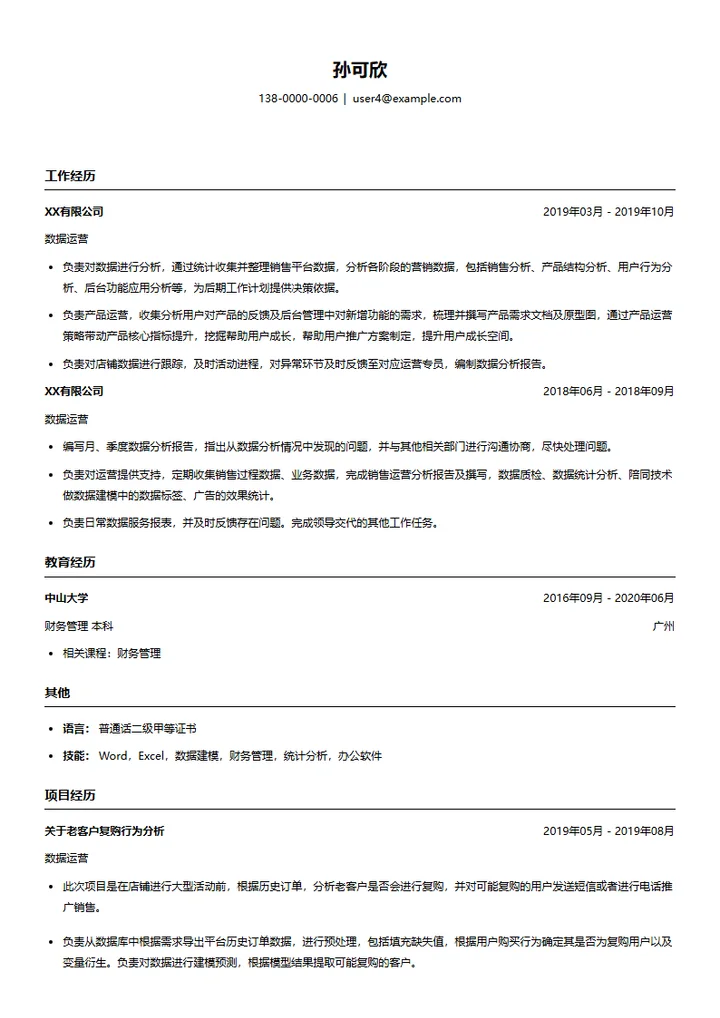 孙可欣
138-0000-0006 | user4@example.com
工作经历
XX有限公司 2019年03月 - 2019年10月
数据运营
• 负责对数据进行分析，通过统计收集并整理销售平台数据，分析各阶段的营销数据，包括销售分析、产品结构分析、用户行为分
析、后台功能应用分析等，为后期工作计划提供决策依据。
• 负责产品运营，收集分析用户对产品的反馈及后台管理中对新增功能的需求，梳理并撰写产品需求文档及原型图，通过产品运营
策略带动产品核心指标提升，挖掘帮助用户成长，帮助用户推广方案制定，提升用户成长空间。
• 负责对店铺数据进行跟踪，及时活动进程，对异常环节及时反馈至对应运营专员，编制数据分析报告。
XX有限公司 2018年06月 - 2018年09月
数据运营
• 编写月、季度数据分析报告，指出从数据分析情况中发现的问题，并与其他相关部门进行沟通协商，尽快处理问题。
• 负责对运营提供支持，定期收集销售过程数据、业务数据，完成销售运营分析报告及撰写，数据质检、数据统计分析、陪同技术
做数据建模中的数据标签、广告的效果统计。
• 负责日常数据服务报表，并及时反馈存在问题。完成领导交代的其他工作任务。
教育经历
中山大学 2016年09月 - 2020年06月
财务管理 本科 广州
• 相关课程：财务管理
其他
• 语言： 普通话二级甲等证书
• 技能： Word，Excel，数据建模，财务管理，统计分析，办公软件
项目经历
关于老客户复购行为分析 2019年05月 - 2019年08月
数据运营
• 此次项目是在店铺进行大型活动前，根据历史订单，分析老客户是否会进行复购，并对可能复购的用户发送短信或者进行电话推
广销售。
• 负责从数据库中根据需求导出平台历史订单数据，进行预处理，包括填充缺失值，根据用户购买行为确定其是否为复购用户以及
变量衍生。负责对数据进行建模预测，根据模型结果提取可能复购的客户。